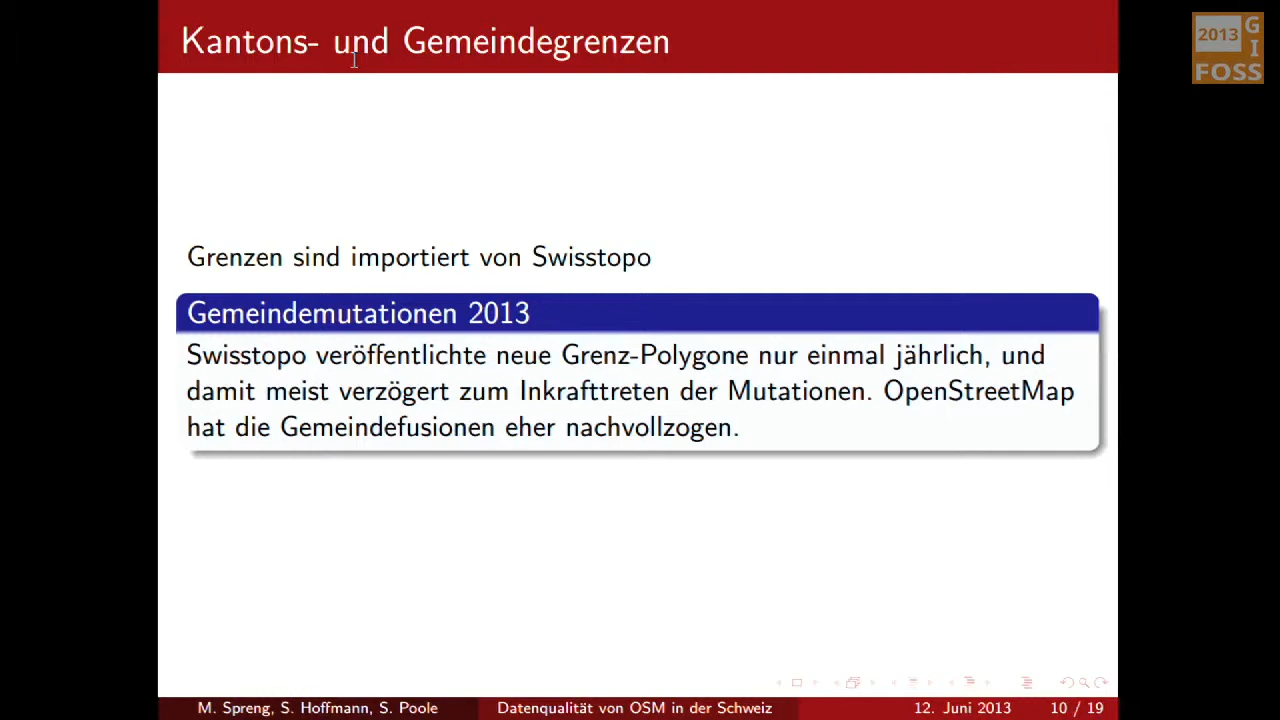 Kantons- und Gemeindegrenzen
2013
G
I
FOSS
Grenzen sind importiert von Swisstopo
Gemeindemutationen 2013
Swisstopo veröffentlichte neue Grenz-Polygone nur einmal jährlich, und
damit meist verzögert zum Inkrafttreten der Mutationen. OpenStreetMap
hat die Gemeindefusionen eher nachvollzogen.
M. Spreng, S. Hoffmann, S. Poole
Datenqualität von OSM in der Schweiz
12. Juni 2013
10 / 19